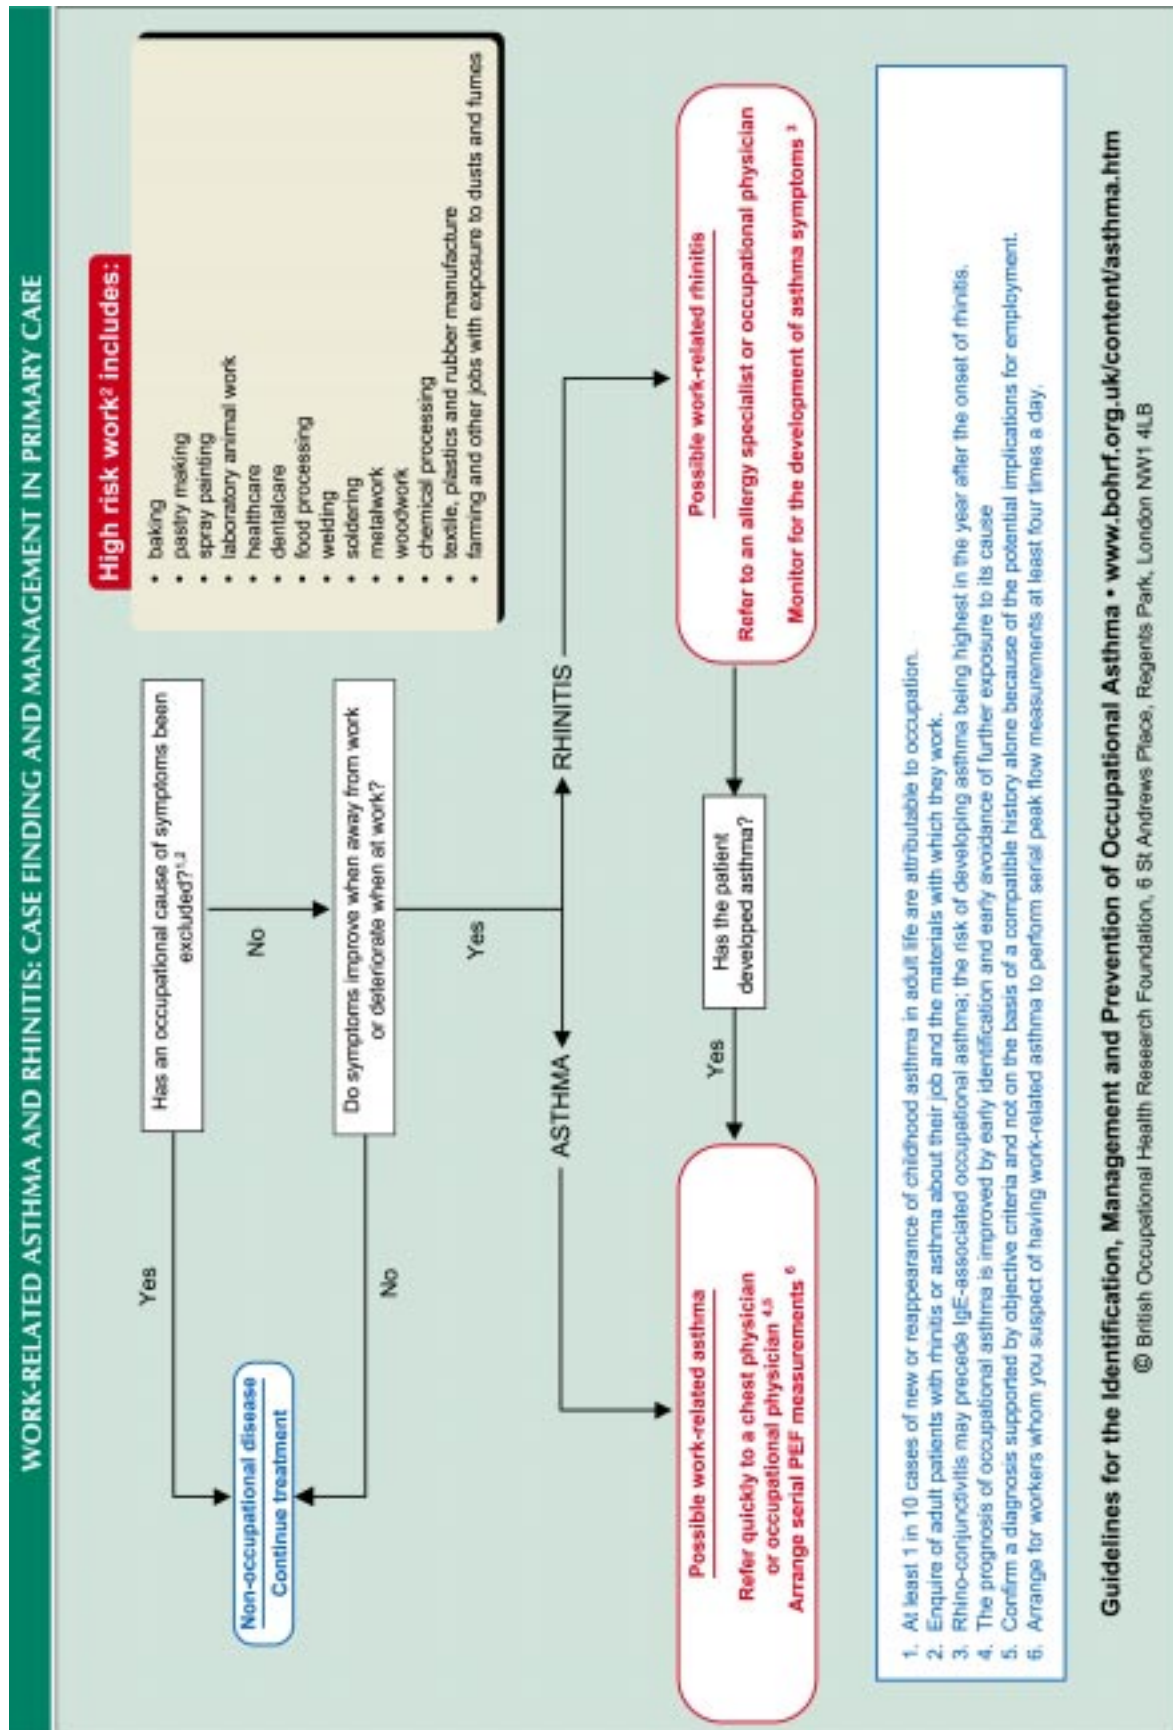 WORK-RELATED ASTHMA AND RHINITIS: CASE FINDING AND MANAGEMENT IN PRIMARY CARE
Has an occupational cause of symptoms been
excluded?1,2
Yes
No
Do symptoms improve when away from work
or deteriorate when at work?
No
Yes
Non-occupational disease
Continue treatment
High risk work2 includes:
• baking
• pastry making
• spray painting
• laboratory animal work
• healthcare
• dentalcare
• food processing
• welding
• soldering
• metalwork
• woodwork
• chemical processing
• textile, plastics and rubber manufacture
• farming and other jobs with exposure to dusts and fumes
ASTHMA
RHINITIS
Possible work-related asthma
Refer quickly to a chest physician
or occupational physician 4,5
Arrange serial PEF measurements 6
Yes
Has the patient
developed asthma?
Possible work-related rhinitis
Refer to an allergy specialist or occupational physician
Monitor for the development of asthma symptoms 3
1. At least 1 in 10 cases of new or reappearance of childhood asthma in adult life are attributable to occupation.
2. Enquire of adult patients with rhinitis or asthma about their job and the materials with which they work.
3. Rhino-conjunctivitis may precede IgE-associated occupational asthma; the risk of developing asthma being highest in the year after the onset of rhinitis.
4. The prognosis of occupational asthma is improved by early identification and early avoidance of further exposure to its cause
5. Confirm a diagnosis supported by objective criteria and not on the basis of a compatible history alone because of the potential implications for employment.
6. Arrange for workers whom you suspect of having work-related asthma to perform serial peak flow measurements at least four times a day.
Guidelines for the Identification, Management and Prevention of Occupational Asthma • www.bohrf.org.uk/content/asthma.htm
© British Occupational Health Research Foundation, 6 St Andrews Place, Regents Park, London NW1 4LB